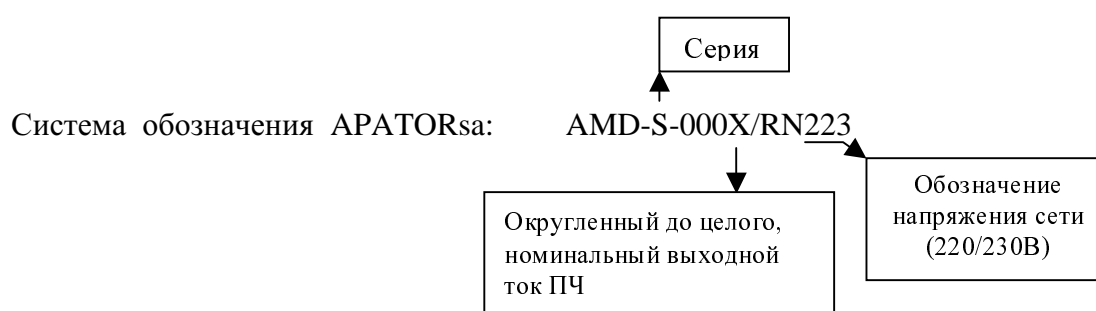 Серия
Система обозначения APATORsa: AMD-S-000X/RN223
Обозначение
напряжения сети
(220/230В)
Округленный до целого,
номинальный выходной
ток ПЧ